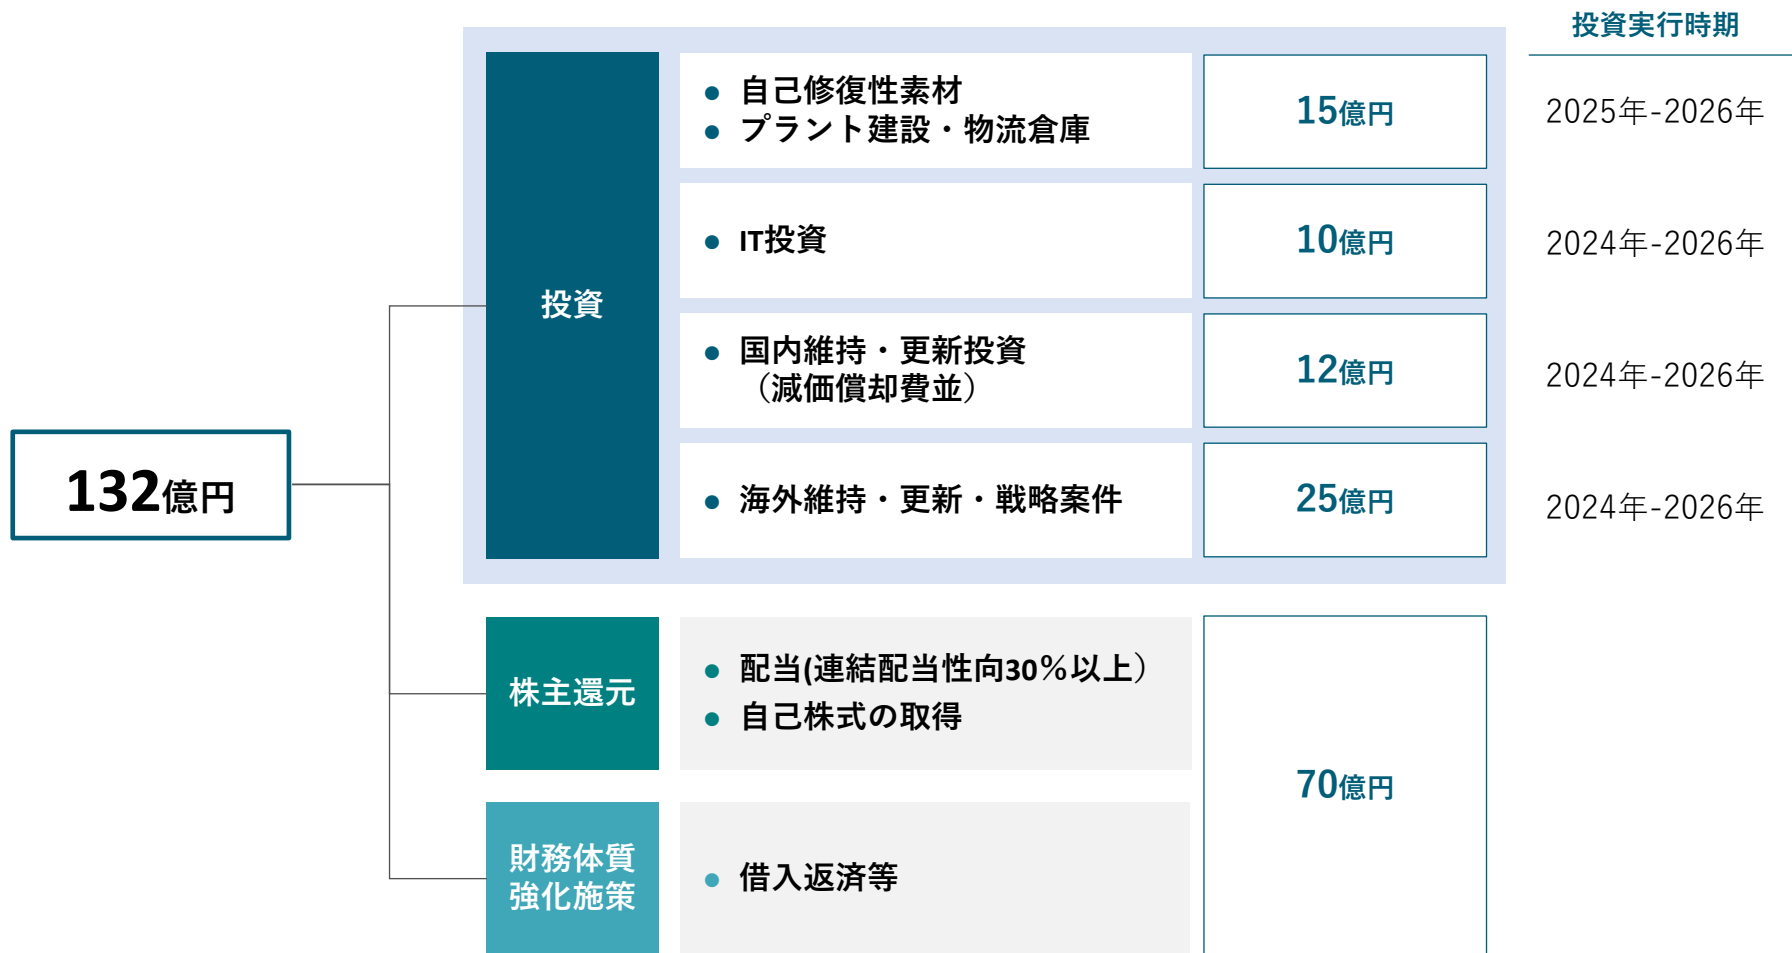 投資実行時期
自己修復性素材
プラント建設・物流倉庫
15億円
2025年-2026年
IT投資
10億円
2024年-2026年
投資
国内維持・更新投資
（減価償却費並）
12億円
2024年-2026年
132億円
海外維持・更新・戦略案件
25億円
2024年-2026年
株主還元
配当(連結配当性向30％以上）
自己株式の取得
70億円
財務体質
強化施策
借入返済等